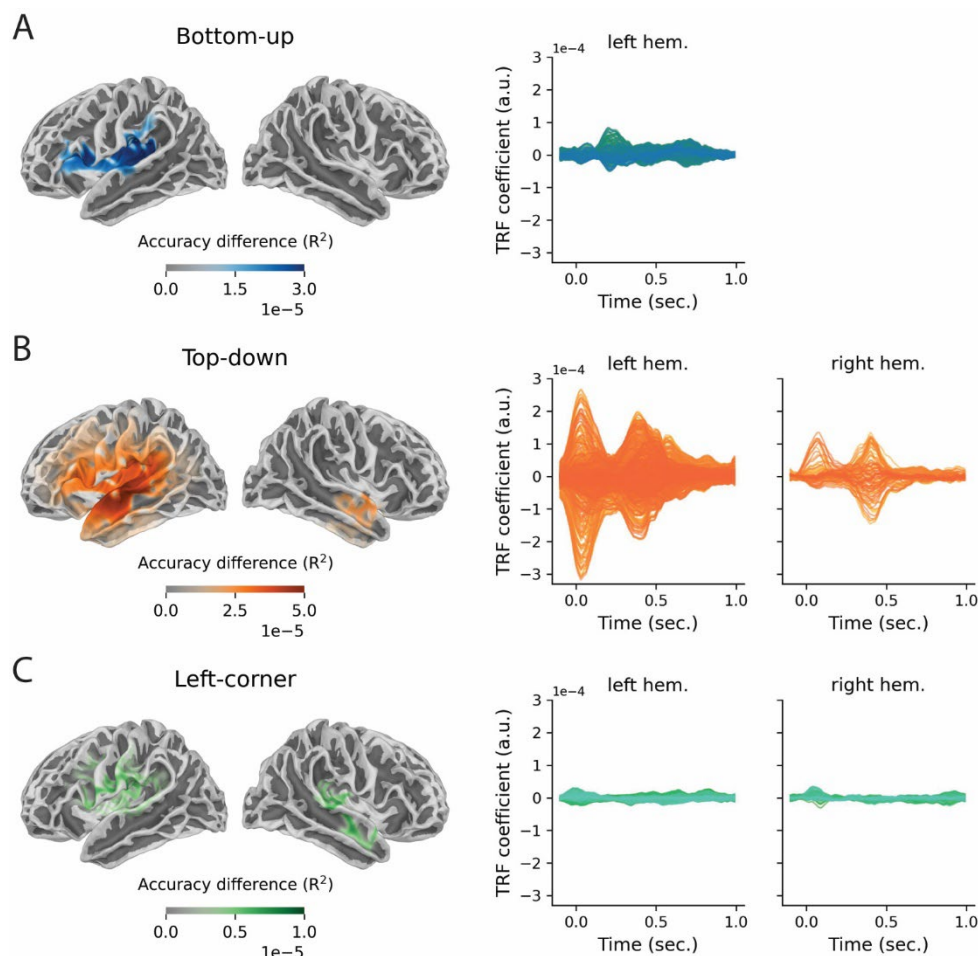 A
Bottom-up
Accuracy difference (R²)
0.0 1.5 3.0
1e−5
left hem.
1e−4
TRF coefficient (a.u.)
3
2
1
0
−1
−2
−3
0.0 0.5 1.0
Time (sec.)
B
Top-down
Accuracy difference (R²)
0.0 2.5 5.0
1e−5
left hem.
right hem.
1e−4
TRF coefficient (a.u.)
3
2
1
0
−1
−2
−3
0.0 0.5 1.0
0.0 0.5 1.0
Time (sec.)
Time (sec.)
C
Left-corner
Accuracy difference (R²)
0.0 0.5 1.0
1e−5
left hem.
right hem.
1e−4
TRF coefficient (a.u.)
3
2
1
0
−1
−2
−3
0.0 0.5 1.0
0.0 0.5 1.0
Time (sec.)
Time (sec.)